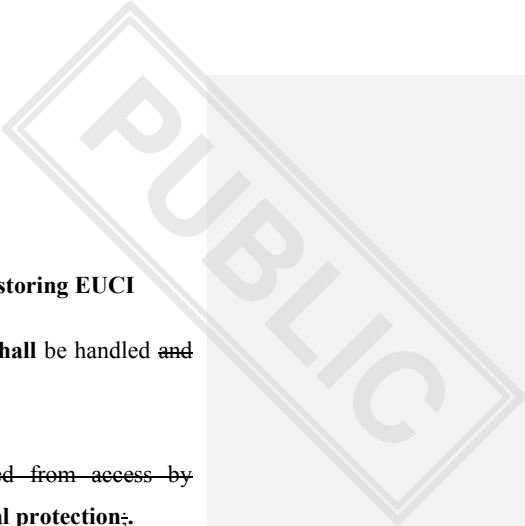 PUBLIC
storing EUCI
hall be handled and
ed from access by
al protection;.